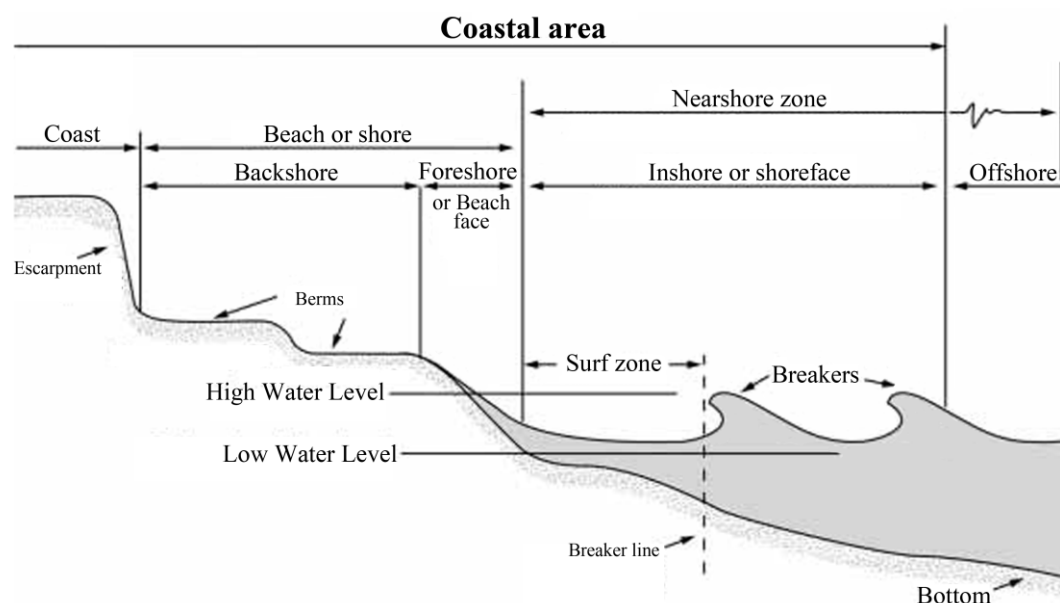 Coastal area
Nearshore zone
Coast
Beach or shore
Backshore
Foreshore
or Beach
face
Inshore or shoreface
Offshore
Escarpment
Berms
Surf zone
Breakers
High Water Level
Low Water Level
Breaker line
Bottom